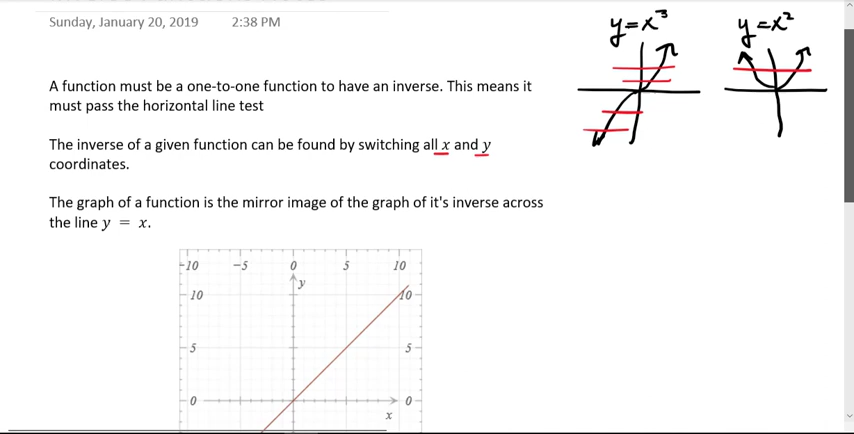 Sunday, January 20, 2019 2:38 PM
y=x³ y=x²
A function must be a one-to-one function to have an inverse. This means it
must pass the horizontal line test
The inverse of a given function can be found by switching all x and y
coordinates.
The graph of a function is the mirror image of the graph of it's inverse across
the line y = x.
-10 -5 0 5 10
y
10 10
5 5
0 0
x